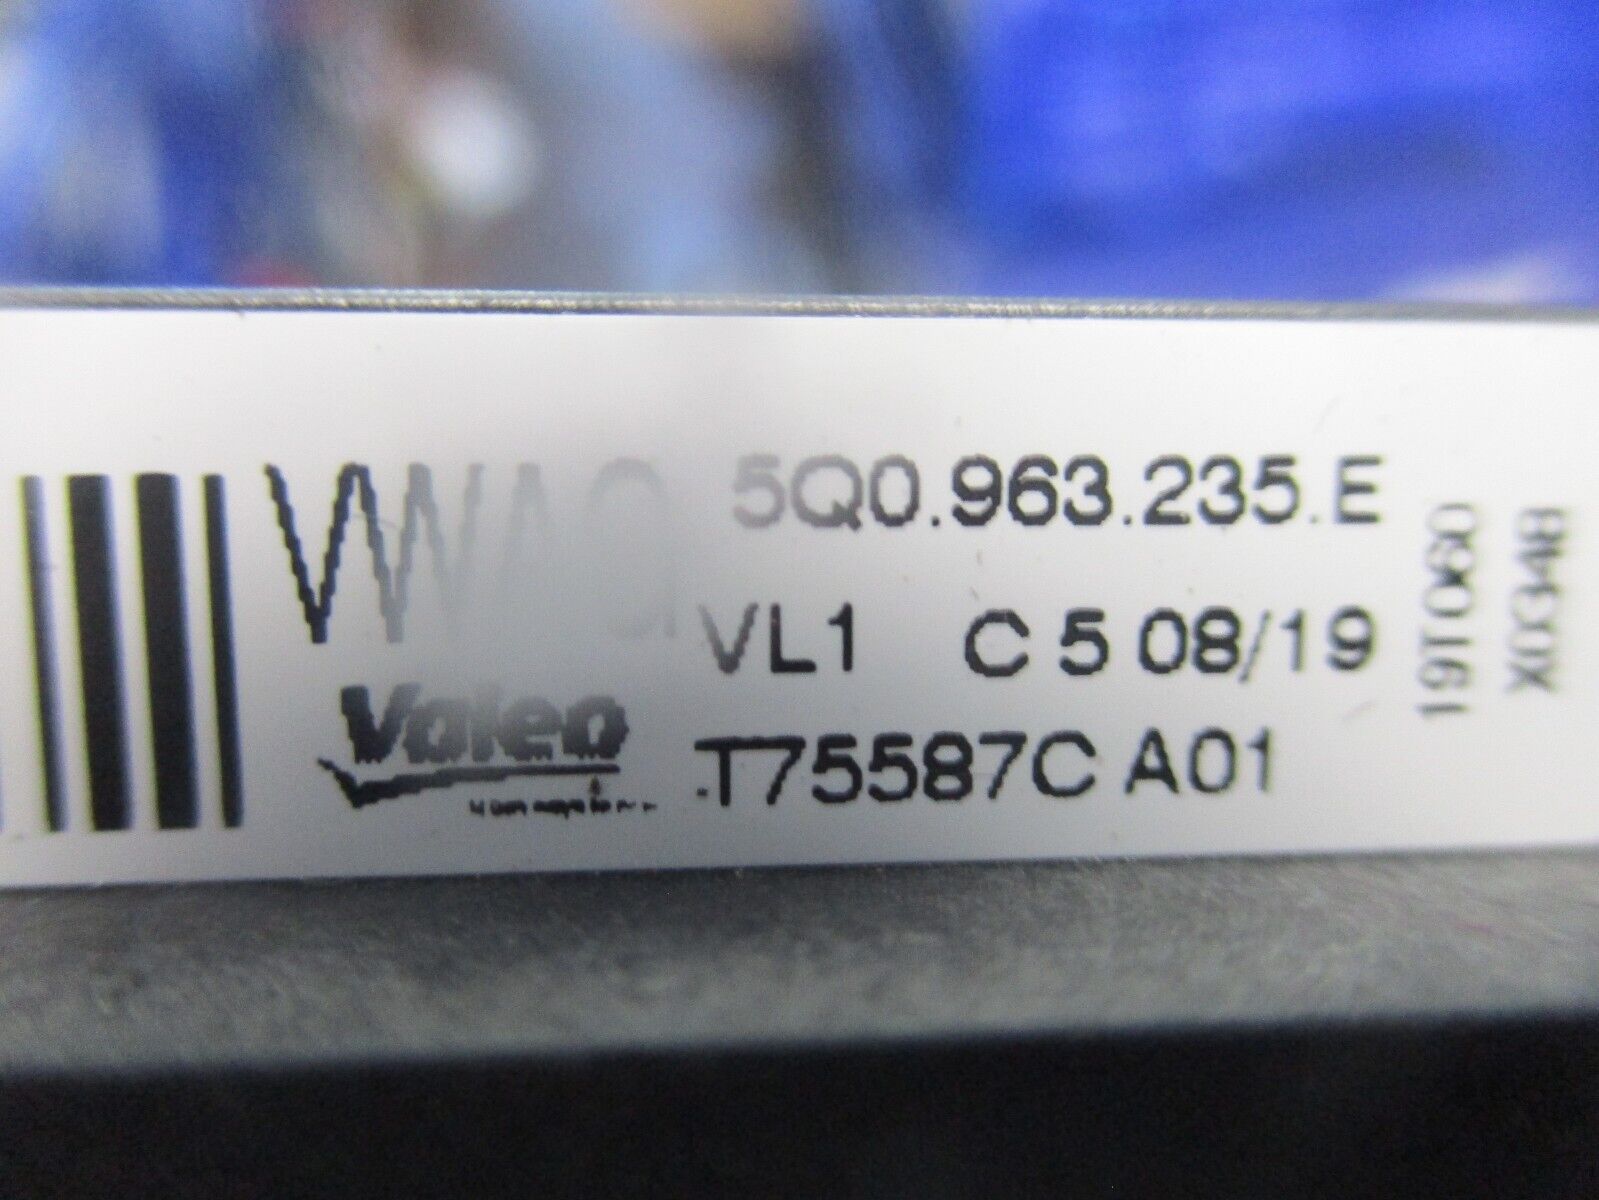 VWAG
5Q0.963.235.E
VL1 C 5 08/19
Valeo
T75587C A01
19T060
X0348